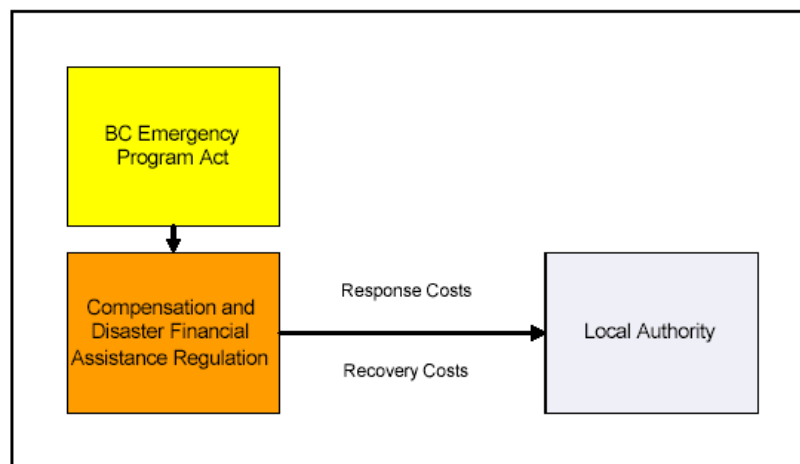 BC Emergency
Program Act
Compensation and
Disaster Financial
Assistance Regulation
Response Costs
Recovery Costs
Local Authority